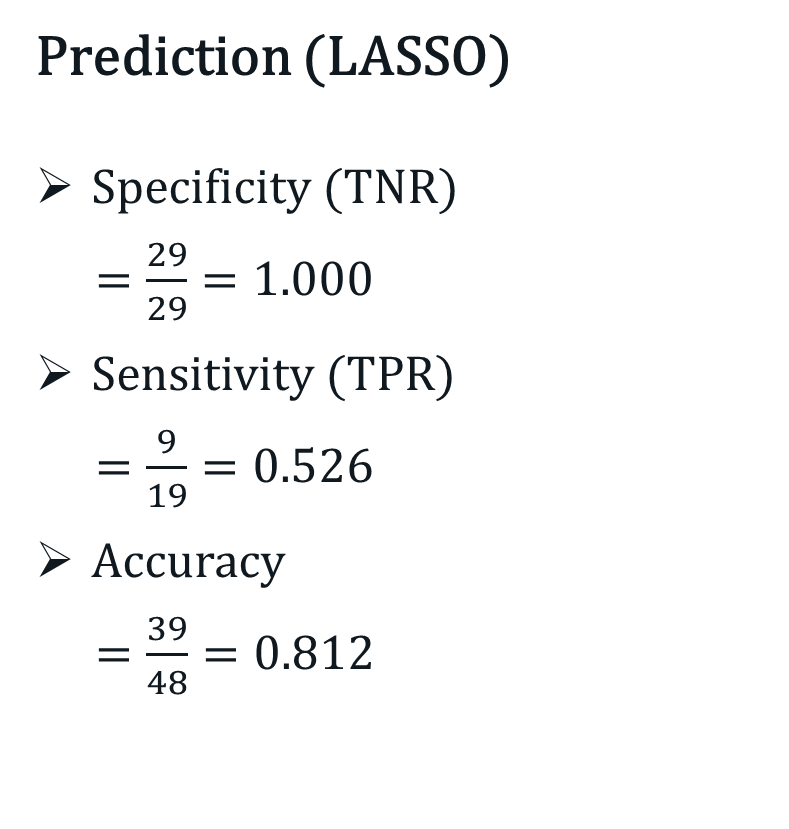 Prediction (LASSO)
➢ Specificity (TNR)
= 29/29 = 1.000
➢ Sensitivity (TPR)
= 9/19 = 0.526
➢ Accuracy
= 39/48 = 0.812